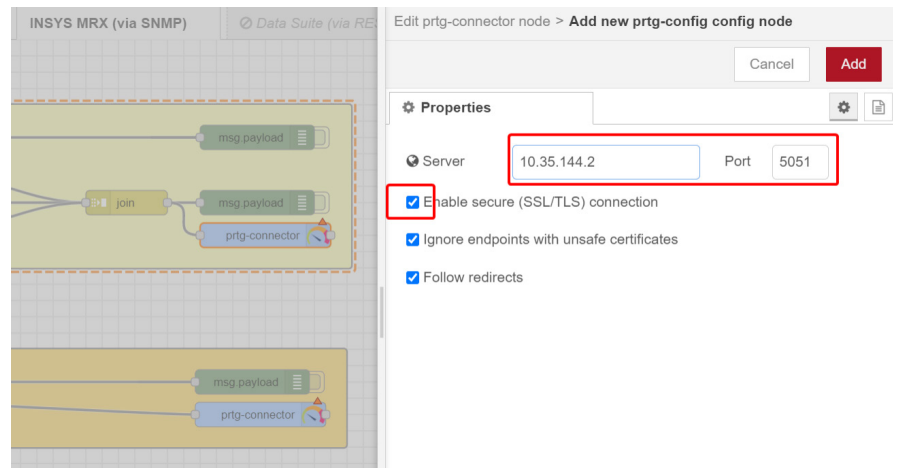 INSYS MRX (via SNMP)
Data Suite (via RE
Edit prtg-connector node > Add new prtg-config config node
Cancel
Add
Properties
Server
10.35.144.2
Port
5051
Enable secure (SSL/TLS) connection
Ignore endpoints with unsafe certificates
Follow redirects
msg.payload
join
msg.payload
prtg-connector
msg.payload
prtg-connector